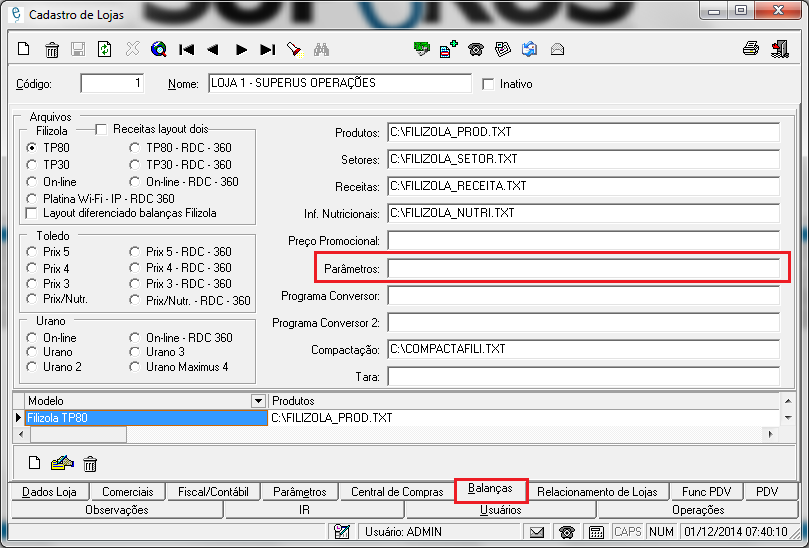 Cadastro de Lojas
Código: 1 Nome: LOJA 1 - SUPERUS OPERAÇÕES Inativo
Arquivos
Filizola Receitas layout dois
TP80 TP80 - RDC - 360
TP30 TP30 - RDC - 360
On-line On-line - RDC - 360
Platina Wi-Fi - IP - RDC 360
Layout diferenciado balanças Filizola
Toledo
Prix 5 Prix 5 - RDC - 360
Prix 4 Prix 4 - RDC - 360
Prix 3 Prix 3 - RDC - 360
Prix/Nutr. Prix/Nutr. - RDC - 360
Urano
On-line On-line - RDC 360
Urano Urano 3
Urano 2 Urano Maximus 4
Produtos: C:\FILIZOLA_PROD.TXT
Setores: C:\FILIZOLA_SETOR.TXT
Receitas: C:\FILIZOLA_RECEITA.TXT
Inf. Nutricionais: C:\FILIZOLA_NUTRI.TXT
Preço Promocional:
Parâmetros:
Programa Conversor:
Programa Conversor 2:
Compactação: C:\COMPACTAFILI.TXT
Tara:
Modelo Produtos
Filizola TP80 C:\FILIZOLA_PROD.TXT
Dados Loja Comerciais Fiscal/Contábil Parâmetros Central de Compras Balanças Relacionamento de Lojas Func PDV PDV
Observações IR Usuários Operações
Usuário: ADMIN CAPS NUM 01/12/2014 07:40:10